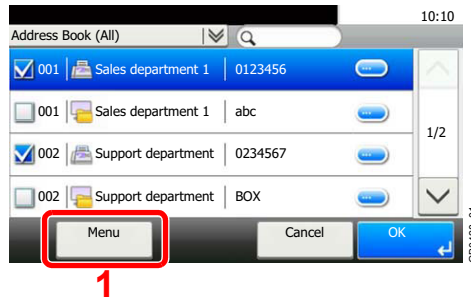 10:10
Address Book (All)
001 Sales department 1 0123456
001 Sales department 1 abc
1/2
002 Support department 0234567
002 Support department BOX
Menu Cancel OK
1